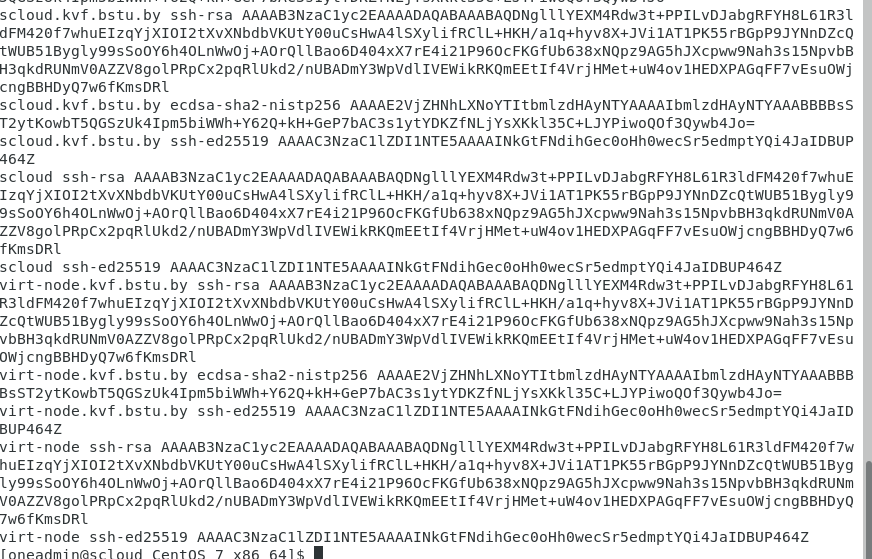 scloud.kvf.bstu.by ssh-rsa AAAAB3NzaC1yc2EAAAADAQABAAABAQDNglllYEXM4Rdw3t+PPILvDJabgRFYH8L61R3l
dFM420f7whuEIzqYjXIOI2tXvXNbdbVKUtY00uCsHwA4lSXylifRClL+HKH/a1q+hyv8X+JVi1AT1PK55rBGpP9JYNnDZcQ
tWUB51Bygly99sSoOY6h4OLnWwOj+AOrQllBao6D404xX7rE4i21P96OcFKGfUb638xNQpz9AG5hJXcpww9Nah3s15NpvbB
H3qkdRUNmV0AZZV8golPRpCx2pqRlUkd2/nUBADmY3WpVdlIVEWikRKQmEEtIf4VrjHMet+uW4ov1HEDXPAGqFF7vEsuOWj
cngBBHDyQ7w6fKmsDRl
scloud.kvf.bstu.by ecdsa-sha2-nistp256 AAAAE2VjZHNhLXNoYTItbmlzdHAyNTYAAAAIbmlzdHAyNTYAAABBBBsS
T2ytKowbT5QGSzUk4Ipm5biWWh+Y62Q+kH+GeP7bAC3s1ytYDKZfNLjYsXKkl35C+LJYPiwoQOf3Qywb4Jo=
scloud.kvf.bstu.by ssh-ed25519 AAAAC3NzaC1lZDI1NTE5AAAAINkGtFNdihGec0oHh0wecSr5edmptYQi4JaIDBUP
464Z
scloud ssh-rsa AAAAB3NzaC1yc2EAAAADAQABAAABAQDNglllYEXM4Rdw3t+PPILvDJabgRFYH8L61R3ldFM420f7whuE
IzqYjXIOI2tXvXNbdbVKUtY00uCsHwA4lSXylifRClL+HKH/a1q+hyv8X+JVi1AT1PK55rBGpP9JYNnDZcQtWUB51Bygly9
9sSoOY6h4OLnWwOj+AOrQllBao6D404xX7rE4i21P96OcFKGfUb638xNQpz9AG5hJXcpww9Nah3s15NpvbBH3qkdRUNmV0A
ZZV8golPRpCx2pqRlUkd2/nUBADmY3WpVdlIVEWikRKQmEEtIf4VrjHMet+uW4ov1HEDXPAGqFF7vEsuOWjcngBBHDyQ7w6
fKmsDRl
scloud ssh-ed25519 AAAAC3NzaC1lZDI1NTE5AAAAINkGtFNdihGec0oHh0wecSr5edmptYQi4JaIDBUP464Z
virt-node.kvf.bstu.by ssh-rsa AAAAB3NzaC1yc2EAAAADAQABAAABAQDNglllYEXM4Rdw3t+PPILvDJabgRFYH8L61
R3ldFM420f7whuEIzqYjXIOI2tXvXNbdbVKUtY00uCsHwA4lSXylifRClL+HKH/a1q+hyv8X+JVi1AT1PK55rBGpP9JYNnD
ZcQtWUB51Bygly99sSoOY6h4OLnWwOj+AOrQllBao6D404xX7rE4i21P96OcFKGfUb638xNQpz9AG5hJXcpww9Nah3s15Np
vbBH3qkdRUNmV0AZZV8golPRpCx2pqRlUkd2/nUBADmY3WpVdlIVEWikRKQmEEtIf4VrjHMet+uW4ov1HEDXPAGqFF7vEsu
OWjcngBBHDyQ7w6fKmsDRl
virt-node.kvf.bstu.by ecdsa-sha2-nistp256 AAAAE2VjZHNhLXNoYTItbmlzdHAyNTYAAAAIbmlzdHAyNTYAAABBB
BsST2ytKowbT5QGSzUk4Ipm5biWWh+Y62Q+kH+GeP7bAC3s1ytYDKZfNLjYsXKkl35C+LJYPiwoQOf3Qywb4Jo=
virt-node.kvf.bstu.by ssh-ed25519 AAAAC3NzaC1lZDI1NTE5AAAAINkGtFNdihGec0oHh0wecSr5edmptYQi4JaID
BUP464Z
virt-node ssh-rsa AAAAB3NzaC1yc2EAAAADAQABAAABAQDNglllYEXM4Rdw3t+PPILvDJabgRFYH8L61R3ldFM420f7w
huEIzqYjXIOI2tXvXNbdbVKUtY00uCsHwA4lSXylifRClL+HKH/a1q+hyv8X+JVi1AT1PK55rBGpP9JYNnDZcQtWUB51Byg
ly99sSoOY6h4OLnWwOj+AOrQllBao6D404xX7rE4i21P96OcFKGfUb638xNQpz9AG5hJXcpww9Nah3s15NpvbBH3qkdRUNm
V0AZZV8golPRpCx2pqRlUkd2/nUBADmY3WpVdlIVEWikRKQmEEtIf4VrjHMet+uW4ov1HEDXPAGqFF7vEsuOWjcngBBHDyQ
7w6fKmsDRl
virt-node ssh-ed25519 AAAAC3NzaC1lZDI1NTE5AAAAINkGtFNdihGec0oHh0wecSr5edmptYQi4JaIDBUP464Z
[oneadmin@scloud CentOS_7_x86_64]$